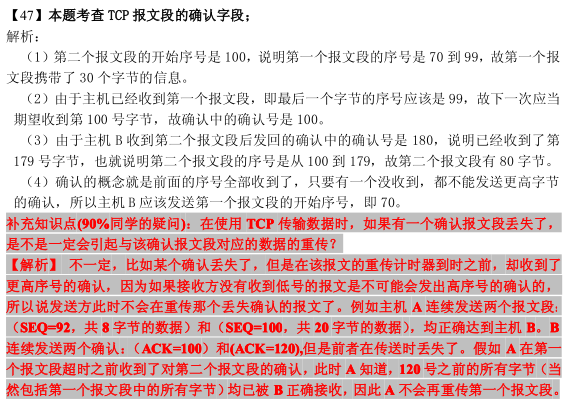 【47】本题考查 TCP 报文段的确认字段；
解析：
（1）第二个报文段的开始序号是 100，说明第一个报文段的序号是 70 到 99，故第一个报
文段携带了 30 个字节的信息。
（2）由于主机已经收到第一个报文段，即最后一个字节的序号应该是 99，故下一次应当
期望收到第 100 号字节，故确认中的确认号是 100。
（3）由于主机 B 收到第二个报文段后发回的确认中的确认号是 180，说明已经收到了第
179 号字节，也就说明第二个报文段的序号是从 100 到 179，故第二个报文段有 80 字节。
（4）确认的概念就是前面的序号全部收到了，只要有一个没收到，都不能发送更高字节
的确认，所以主机 B 应该发送第一个报文段的开始序号，即 70。
补充知识点(90%同学的疑问)：在使用 TCP 传输数据时，如果有一个确认报文段丢失了，
是不是一定会引起与该确认报文段对应的数据的重传？
【解析】 不一定，比如某个确认丢失了，但是在该报文的重传计时器到时之前，却收到了
更高序号的确认，因为如果接收方没有收到低号的报文是不可能会发出高序号的确认的，
所以说发送方此时不会在重传那个丢失确认的报文了。例如主机 A 连续发送两个报文段：
（SEQ=92，共 8 字节的数据）和（SEQ=100，共 20 字节的数据），均正确达到主机 B。B
连续发送两个确认：（ACK=100）和(ACK=120),但是前者在传送时丢失了。假如 A 在第一
个报文段超时之前收到了对第二个报文段的确认，此时 A 知道，120 号之前的所有字节（当
然包括第一个报文段中的所有字节）均已被 B 正确接收，因此 A 不会再重传第一个报文段。